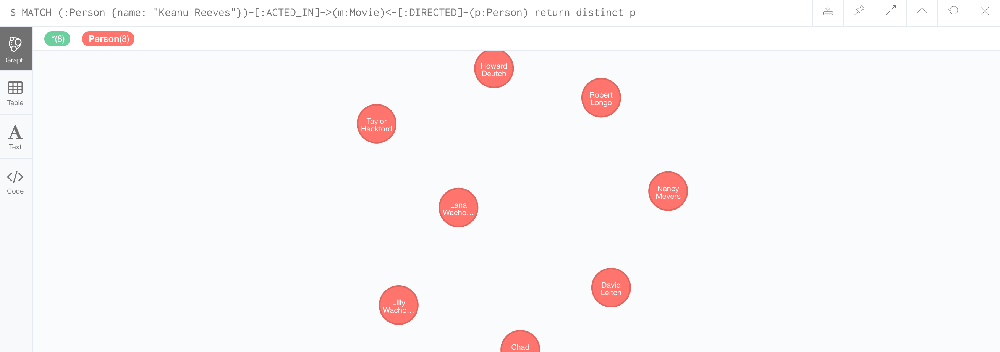 $ MATCH (:Person {name: "Keanu Reeves"})-[:ACTED_IN]->(m:Movie)<-[:DIRECTED]-(p:Person) return distinct p
*(8) Person(8)
Graph
Table
Text
Code
Howard
Deutch
Robert
Longo
Taylor
Hackford
Nancy
Meyers
Lana
Wacho...
David
Leitch
Lilly
Wacho...
Chad